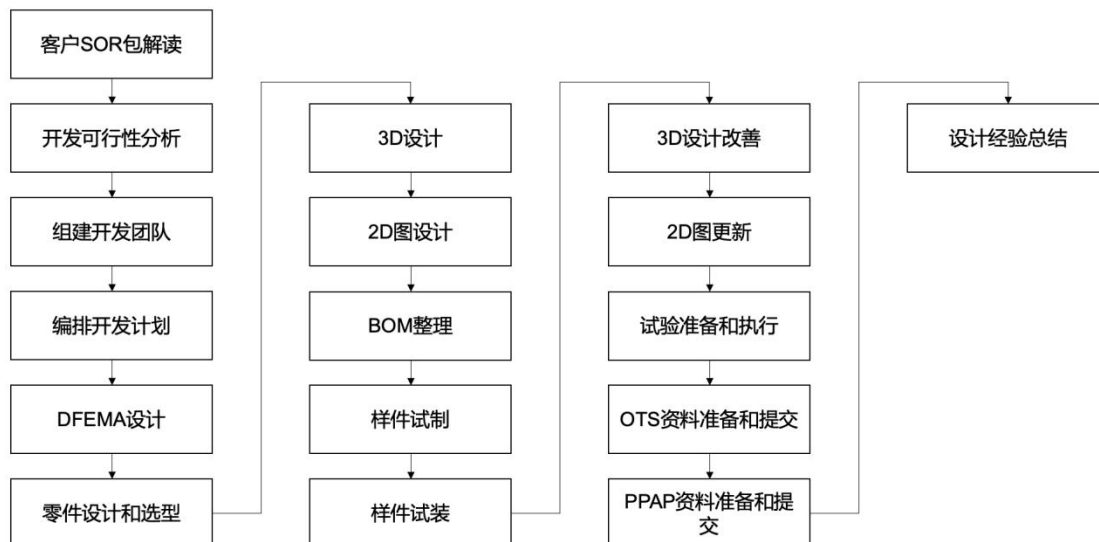 客户SOR包解读
开发可行性分析
组建开发团队
编排开发计划
DFEMA设计
零件设计和选型
3D设计
2D图设计
BOM整理
样件试制
样件试装
3D设计改善
2D图更新
试验准备和执行
OTS资料准备和提交
PPAP资料准备和提
交
设计经验总结